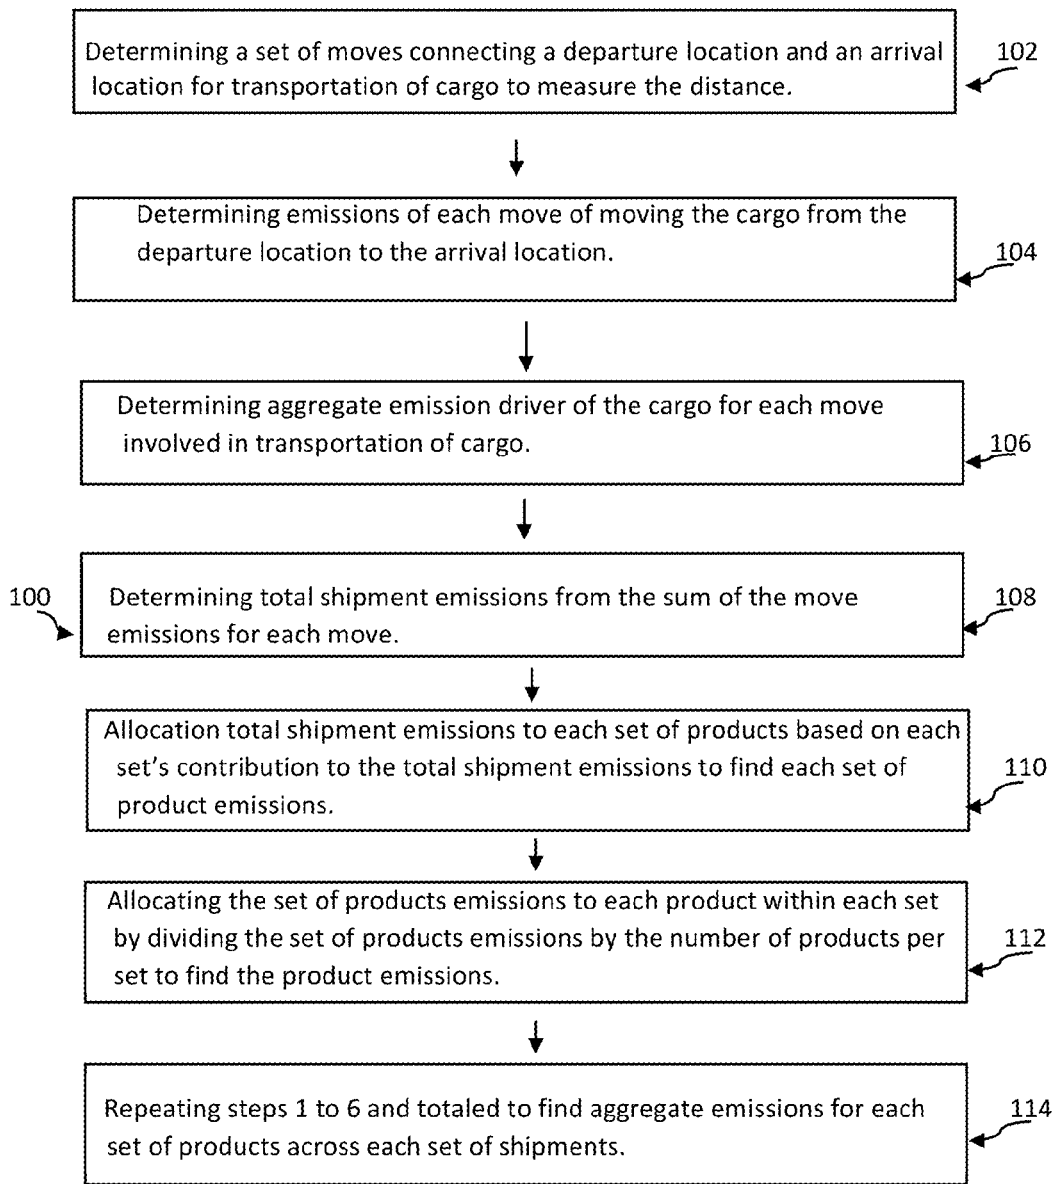 Determining a set of moves connecting a departure location and an arrival
location for transportation of cargo to measure the distance.
102
Determining emissions of each move of moving the cargo from the
departure location to the arrival location.
104
Determining aggregate emission driver of the cargo for each move
involved in transportation of cargo.
106
100
Determining total shipment emissions from the sum of the move
emissions for each move.
108
Allocation total shipment emissions to each set of products based on each
set's contribution to the total shipment emissions to find each set of
product emissions.
110
Allocating the set of products emissions to each product within each set
by dividing the set of products emissions by the number of products per
set to find the product emissions.
112
Repeating steps 1 to 6 and totaled to find aggregate emissions for each
set of products across each set of shipments.
114